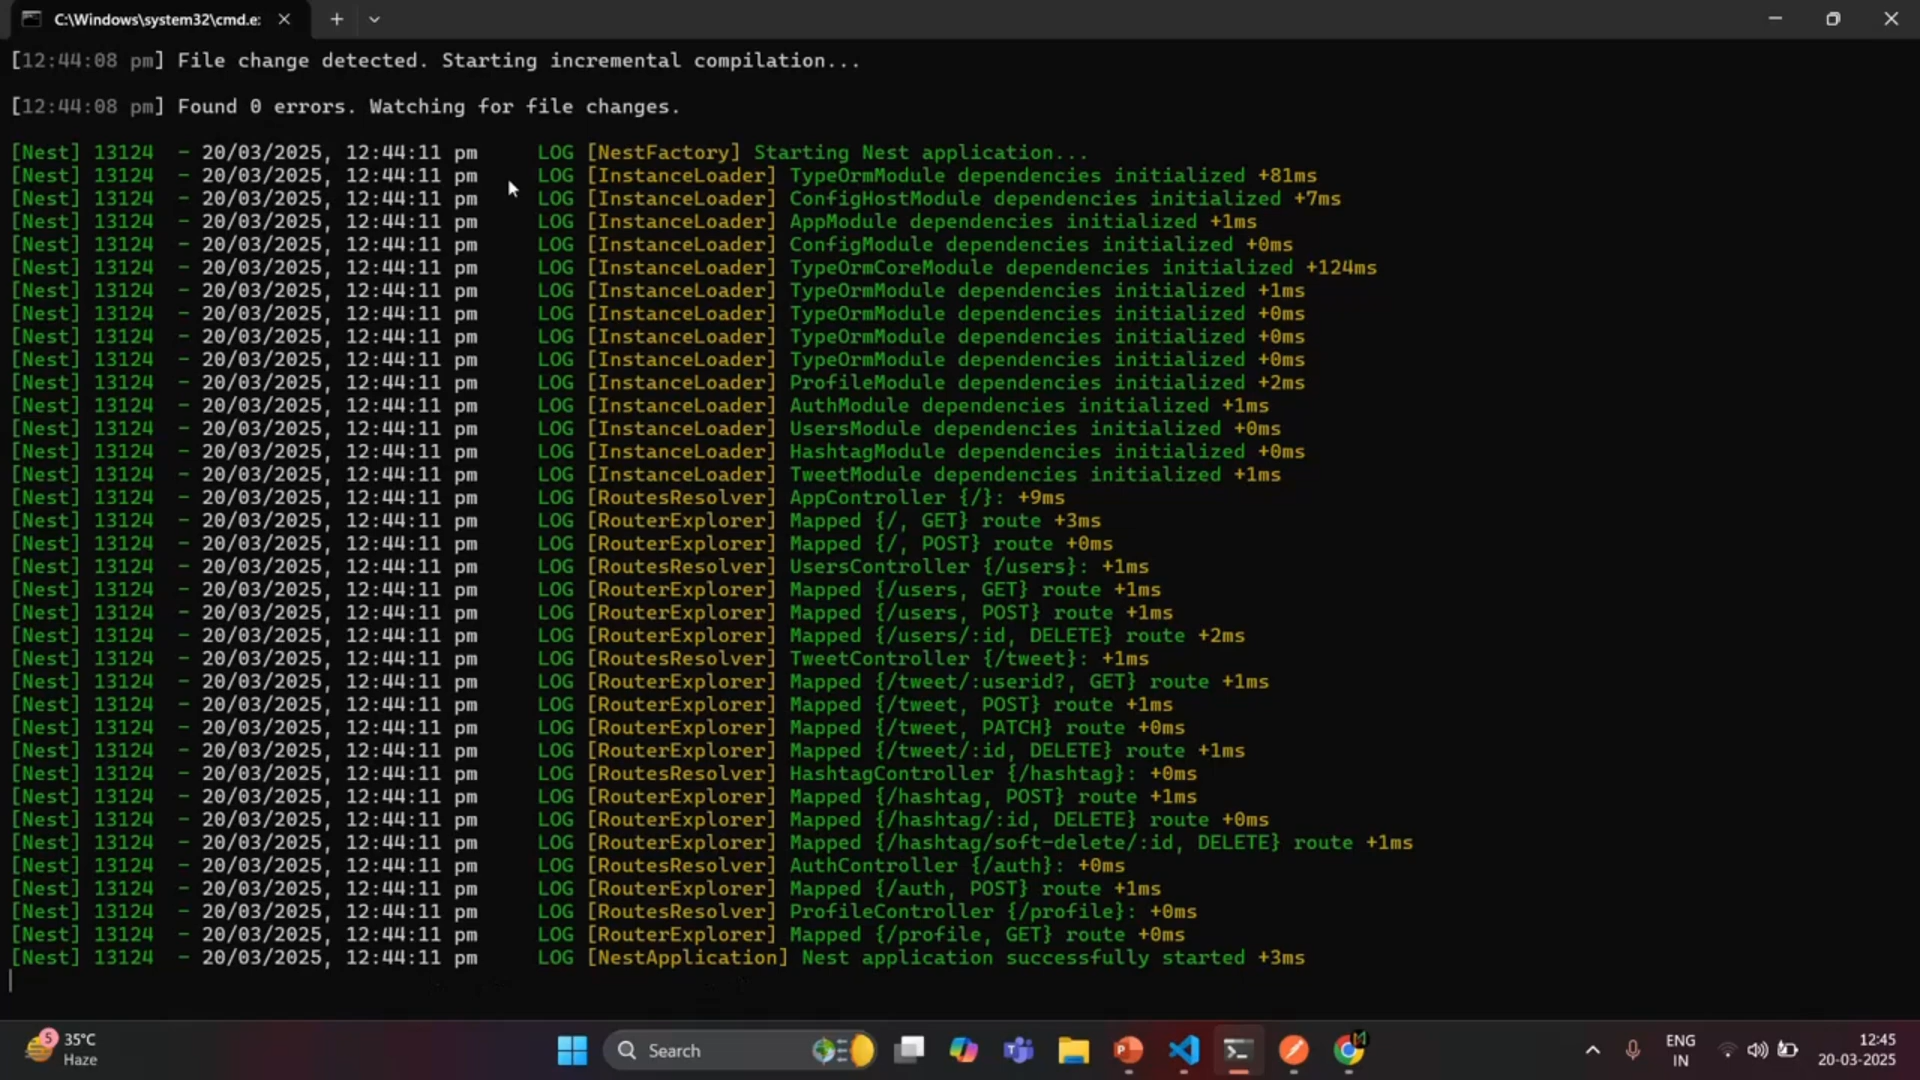 C:\Windows\system32\cmd.e:
[12:44:08 pm] File change detected. Starting incremental compilation...
[12:44:08 pm] Found 0 errors. Watching for file changes.
[Nest] 13124 - 20/03/2025, 12:44:11 pm LOG [NestFactory] Starting Nest application...
[Nest] 13124 - 20/03/2025, 12:44:11 pm LOG [InstanceLoader] TypeOrmModule dependencies initialized +81ms
[Nest] 13124 - 20/03/2025, 12:44:11 pm LOG [InstanceLoader] ConfigHostModule dependencies initialized +7ms
[Nest] 13124 - 20/03/2025, 12:44:11 pm LOG [InstanceLoader] AppModule dependencies initialized +1ms
[Nest] 13124 - 20/03/2025, 12:44:11 pm LOG [InstanceLoader] ConfigModule dependencies initialized +0ms
[Nest] 13124 - 20/03/2025, 12:44:11 pm LOG [InstanceLoader] TypeOrmCoreModule dependencies initialized +124ms
[Nest] 13124 - 20/03/2025, 12:44:11 pm LOG [InstanceLoader] TypeOrmModule dependencies initialized +1ms
[Nest] 13124 - 20/03/2025, 12:44:11 pm LOG [InstanceLoader] TypeOrmModule dependencies initialized +0ms
[Nest] 13124 - 20/03/2025, 12:44:11 pm LOG [InstanceLoader] TypeOrmModule dependencies initialized +0ms
[Nest] 13124 - 20/03/2025, 12:44:11 pm LOG [InstanceLoader] TypeOrmModule dependencies initialized +0ms
[Nest] 13124 - 20/03/2025, 12:44:11 pm LOG [InstanceLoader] ProfileModule dependencies initialized +2ms
[Nest] 13124 - 20/03/2025, 12:44:11 pm LOG [InstanceLoader] AuthModule dependencies initialized +1ms
[Nest] 13124 - 20/03/2025, 12:44:11 pm LOG [InstanceLoader] UsersModule dependencies initialized +0ms
[Nest] 13124 - 20/03/2025, 12:44:11 pm LOG [InstanceLoader] HashtagModule dependencies initialized +0ms
[Nest] 13124 - 20/03/2025, 12:44:11 pm LOG [InstanceLoader] TweetModule dependencies initialized +1ms
[Nest] 13124 - 20/03/2025, 12:44:11 pm LOG [RoutesResolver] AppController {/}: +9ms
[Nest] 13124 - 20/03/2025, 12:44:11 pm LOG [RouterExplorer] Mapped {/, GET} route +3ms
[Nest] 13124 - 20/03/2025, 12:44:11 pm LOG [RouterExplorer] Mapped {/, POST} route +0ms
[Nest] 13124 - 20/03/2025, 12:44:11 pm LOG [RoutesResolver] UsersController {/users}: +1ms
[Nest] 13124 - 20/03/2025, 12:44:11 pm LOG [RouterExplorer] Mapped {/users, GET} route +1ms
[Nest] 13124 - 20/03/2025, 12:44:11 pm LOG [RouterExplorer] Mapped {/users, POST} route +1ms
[Nest] 13124 - 20/03/2025, 12:44:11 pm LOG [RouterExplorer] Mapped {/users/:id, DELETE} route +2ms
[Nest] 13124 - 20/03/2025, 12:44:11 pm LOG [RoutesResolver] TweetController {/tweet}: +1ms
[Nest] 13124 - 20/03/2025, 12:44:11 pm LOG [RouterExplorer] Mapped {/tweet/:userid?, GET} route +1ms
[Nest] 13124 - 20/03/2025, 12:44:11 pm LOG [RouterExplorer] Mapped {/tweet, POST} route +1ms
[Nest] 13124 - 20/03/2025, 12:44:11 pm LOG [RouterExplorer] Mapped {/tweet, PATCH} route +0ms
[Nest] 13124 - 20/03/2025, 12:44:11 pm LOG [RouterExplorer] Mapped {/tweet/:id, DELETE} route +1ms
[Nest] 13124 - 20/03/2025, 12:44:11 pm LOG [RoutesResolver] HashtagController {/hashtag}: +0ms
[Nest] 13124 - 20/03/2025, 12:44:11 pm LOG [RouterExplorer] Mapped {/hashtag, POST} route +1ms
[Nest] 13124 - 20/03/2025, 12:44:11 pm LOG [RouterExplorer] Mapped {/hashtag/:id, DELETE} route +0ms
[Nest] 13124 - 20/03/2025, 12:44:11 pm LOG [RouterExplorer] Mapped {/hashtag/soft-delete/:id, DELETE} route +1ms
[Nest] 13124 - 20/03/2025, 12:44:11 pm LOG [RoutesResolver] AuthController {/auth}: +0ms
[Nest] 13124 - 20/03/2025, 12:44:11 pm LOG [RouterExplorer] Mapped {/auth, POST} route +1ms
[Nest] 13124 - 20/03/2025, 12:44:11 pm LOG [RoutesResolver] ProfileController {/profile}: +0ms
[Nest] 13124 - 20/03/2025, 12:44:11 pm LOG [RouterExplorer] Mapped {/profile, GET} route +0ms
[Nest] 13124 - 20/03/2025, 12:44:11 pm LOG [NestApplication] Nest application successfully started +3ms
5
35°C
Haze
Search
ENG
IN
12:45
20-03-2025